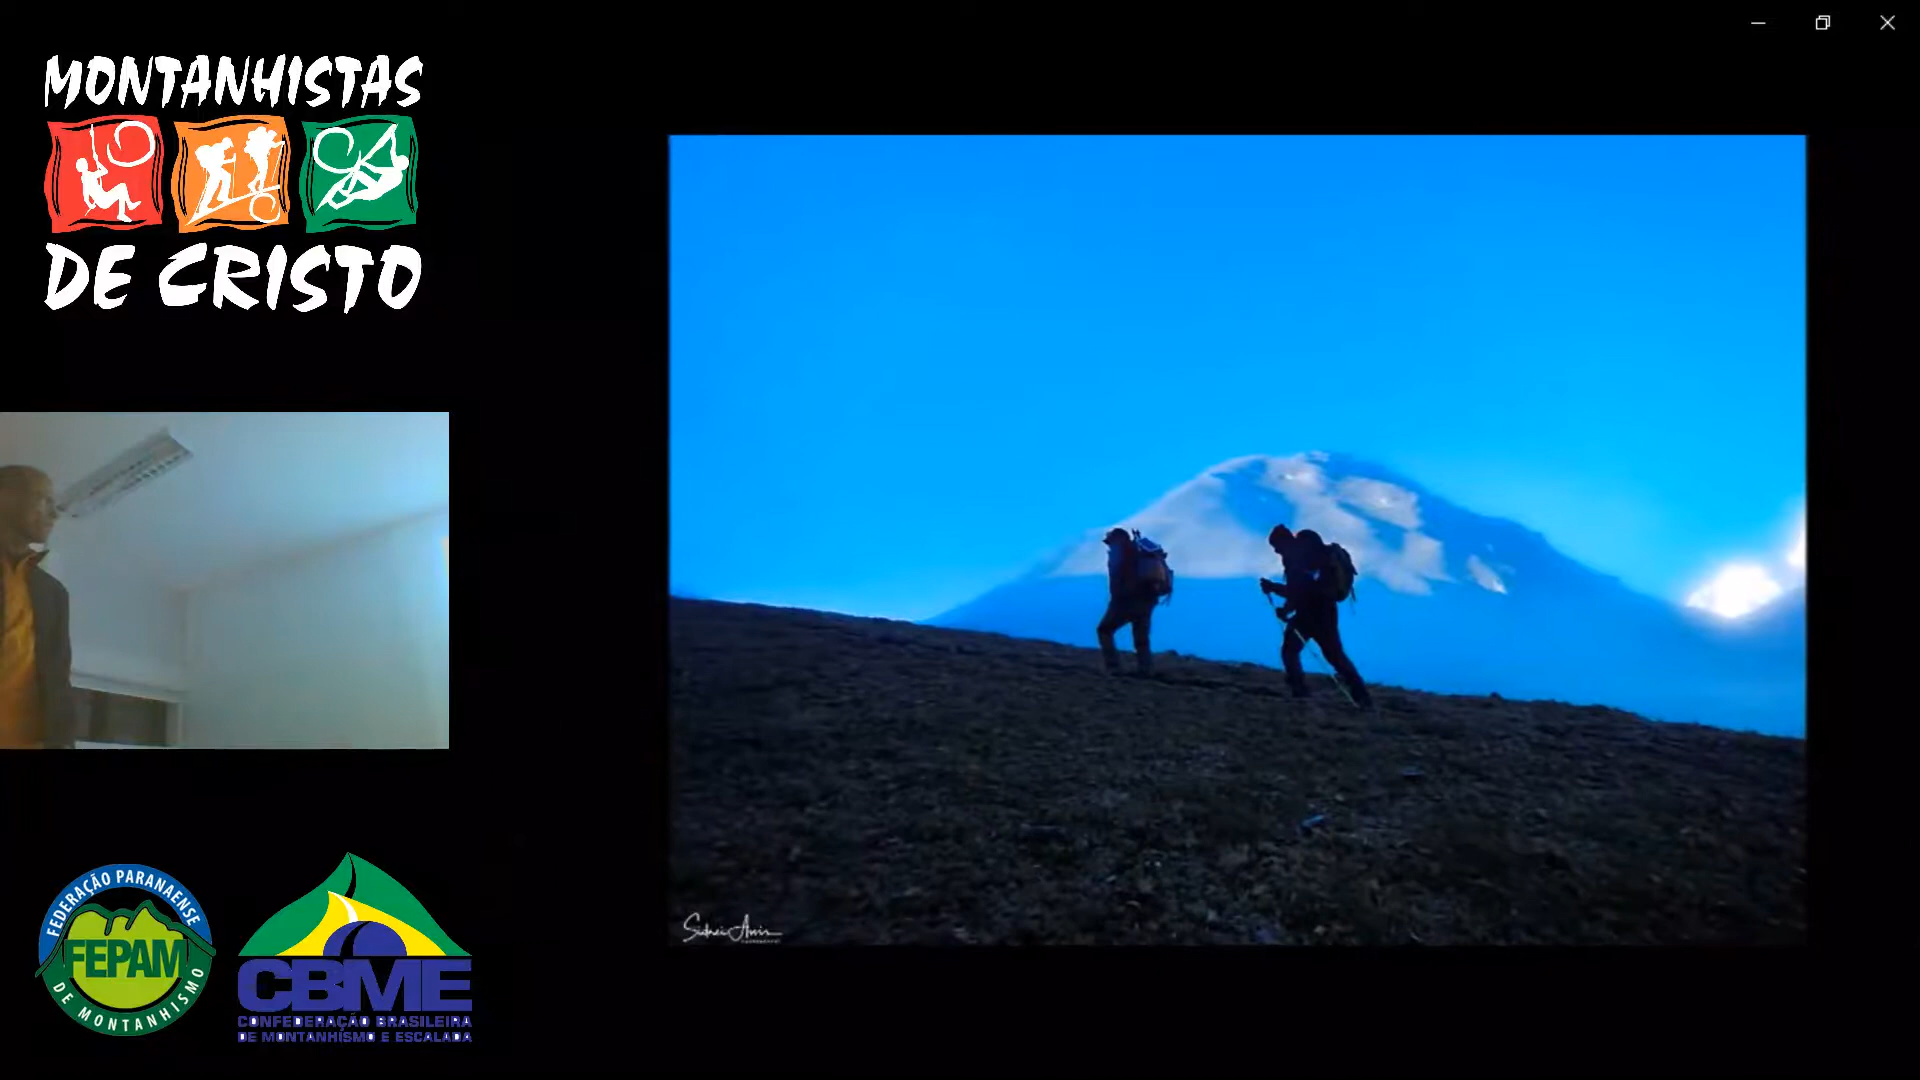 MONTANHISTAS
DE CRISTO
FEDERAÇÃO PARANAENSE
FEPAM
DE MONTANHISMO
CBME
CONFEDERAÇÃO BRASILEIRA
DE MONTANHISMO E ESCALADA